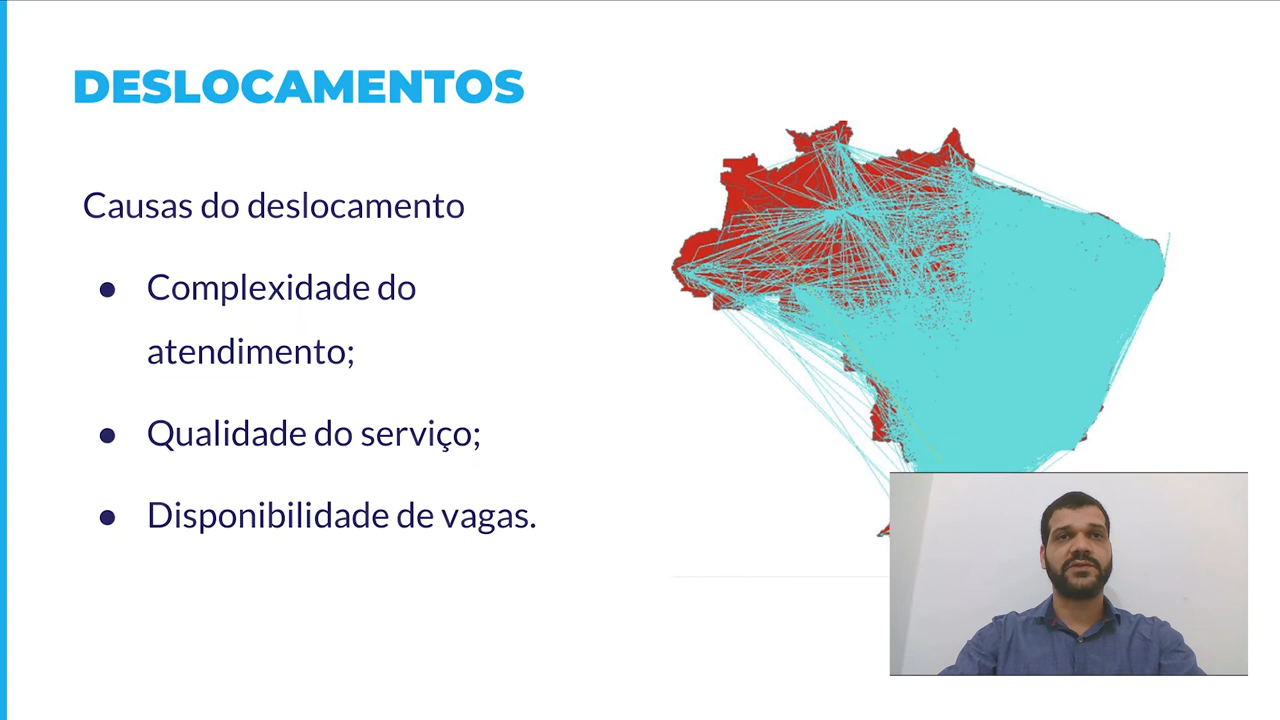 DESLOCAMENTOS
Causas do deslocamento
● Complexidade do
atendimento;
● Qualidade do serviço;
● Disponibilidade de vagas.